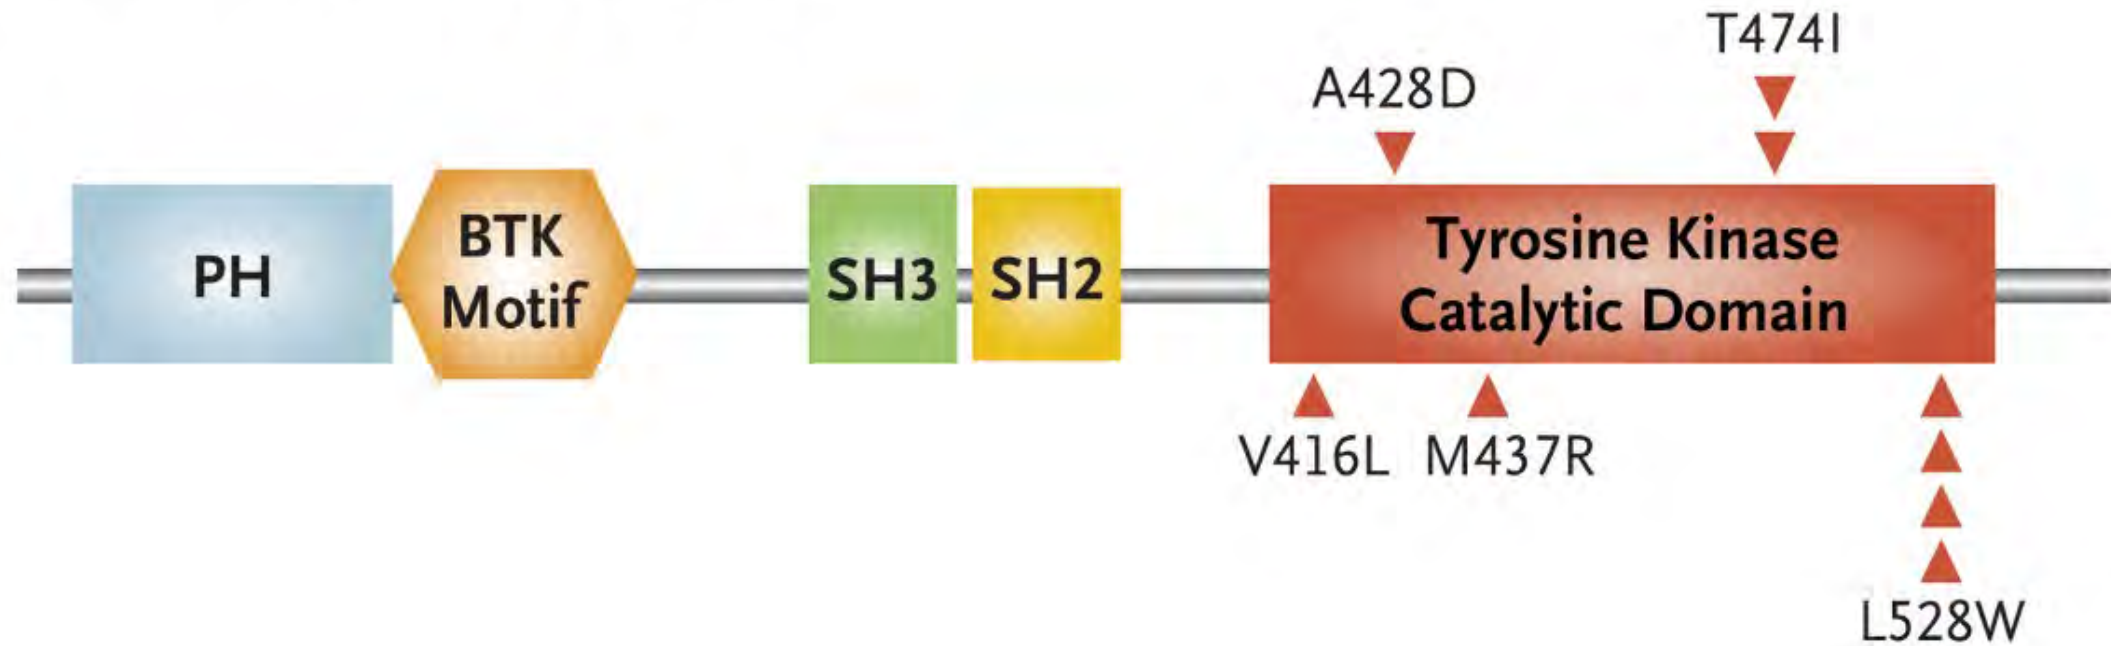 T474I
A428D
PH
BTK
Motif
SH3
SH2
Tyrosine Kinase
Catalytic Domain
V416L
M437R
L528W